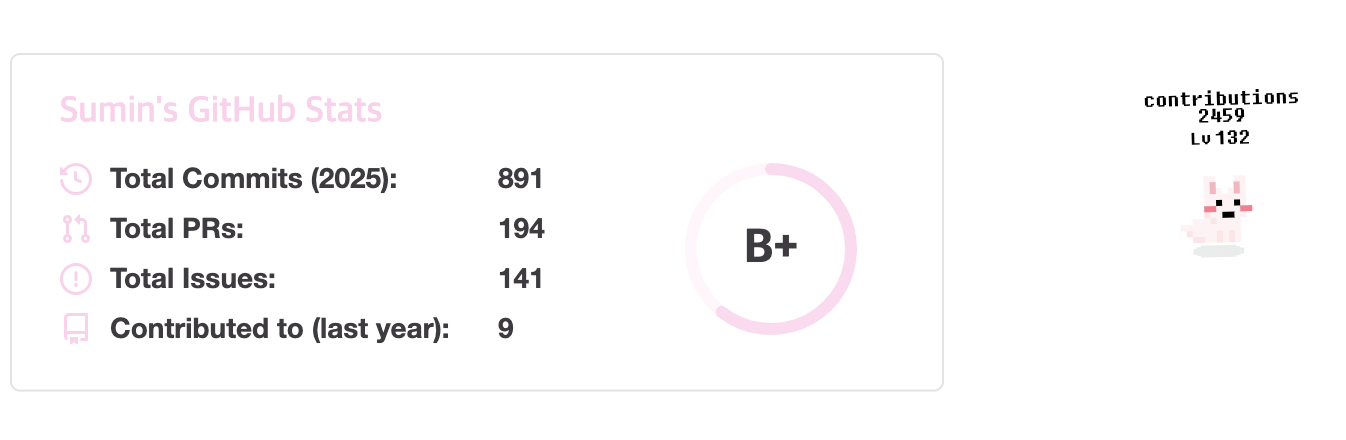 Sumin's GitHub Stats
Total Commits (2025): 891
Total PRs: 194
Total Issues: 141
Contributed to (last year): 9
B+
contributions
2459
Lv 132